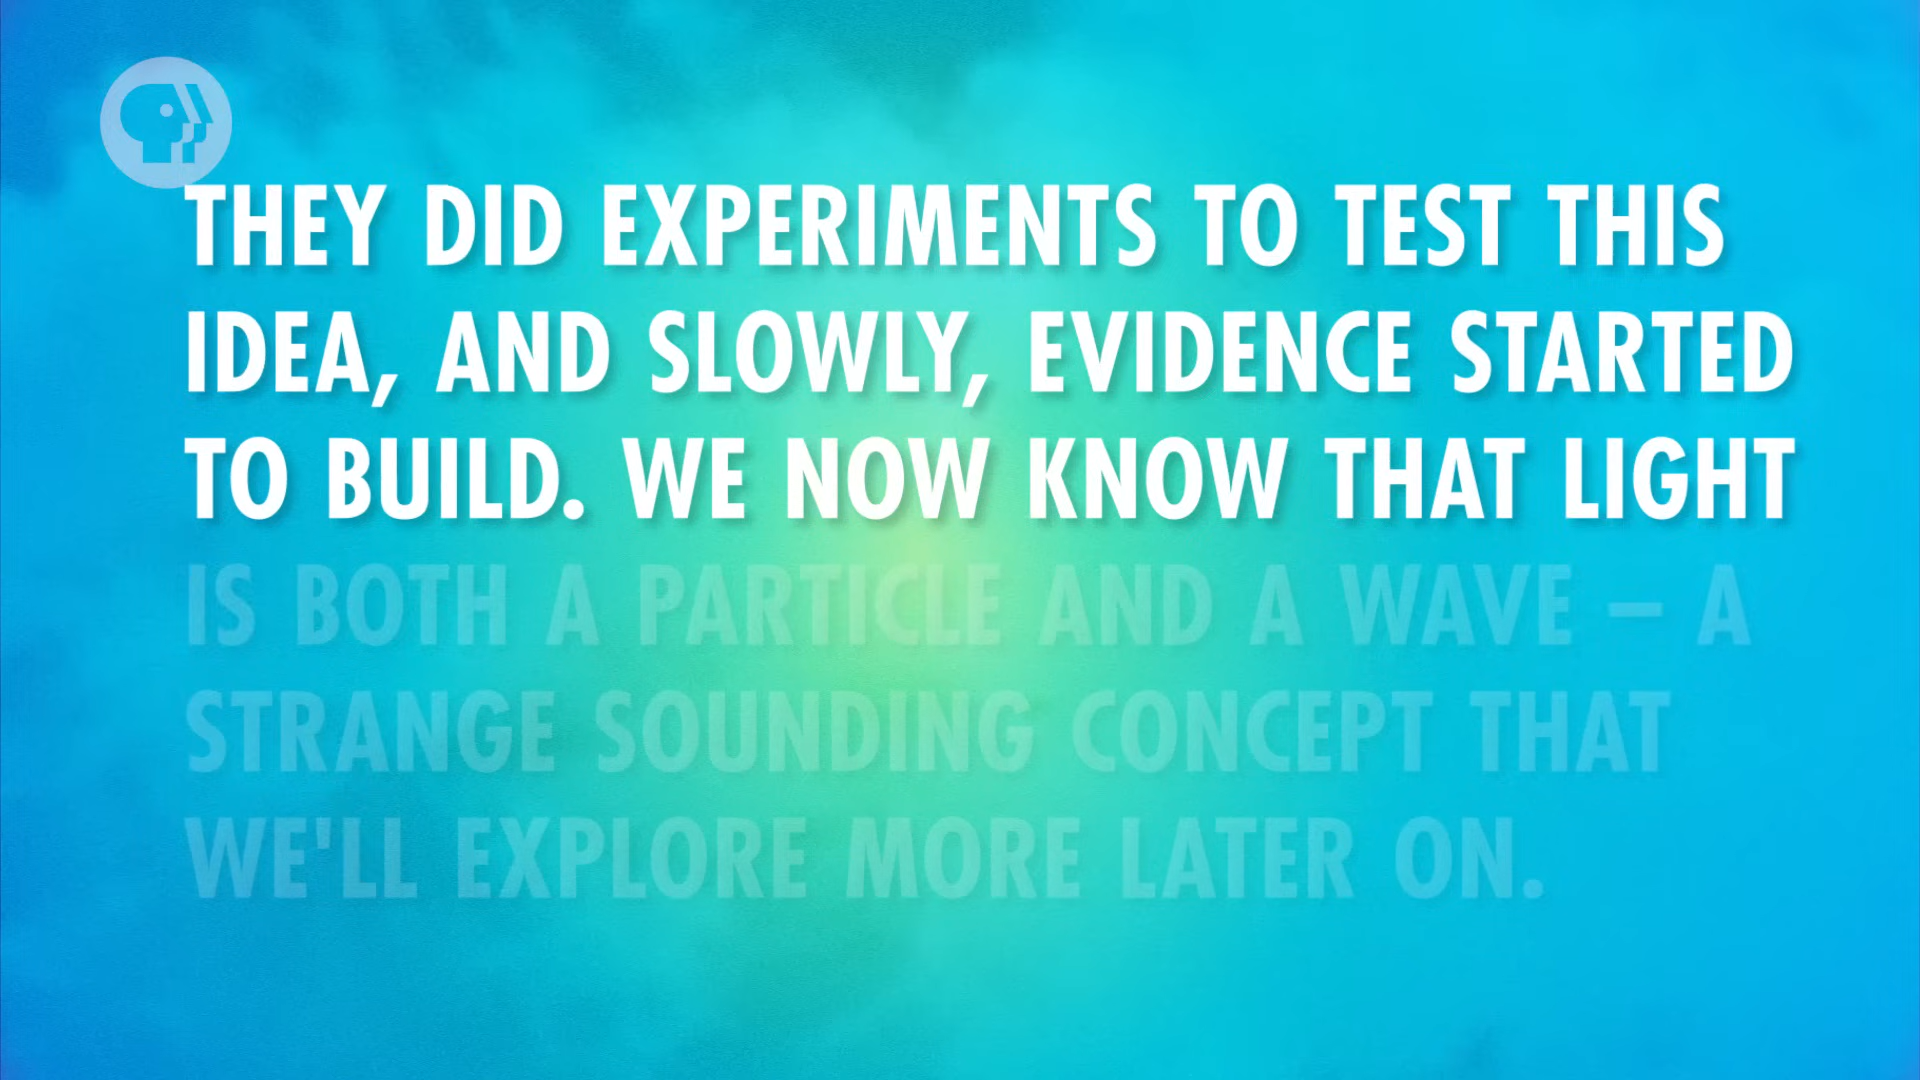 THEY DID EXPERIMENTS TO TEST THIS
IDEA, AND SLOWLY, EVIDENCE STARTED
TO BUILD. WE NOW KNOW THAT LIGHT
IS BOTH A PARTICLE AND A WAVE – A
STRANGE SOUNDING CONCEPT THAT
WE'LL EXPLORE MORE LATER ON.